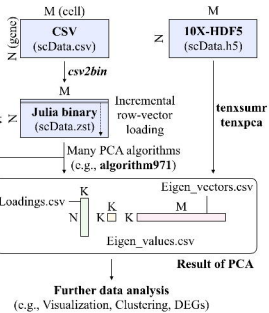 M (cell)
M
N (gene)
CSV
(scData.csv)
N
10X-HDF5
(scData.h5)
csv2bin
M
N
Julia binary
(scData.zst)
Incremental
row-vector
loading
tenxsumr
tenxpca
Many PCA algorithms
(e.g., algorithm971)
Eigen_vectors.csv
Loadings.csv
K
N
K
K
M
K
Eigen_values.csv
Result of PCA
Further data analysis
(e.g., Visualization, Clustering, DEGs)